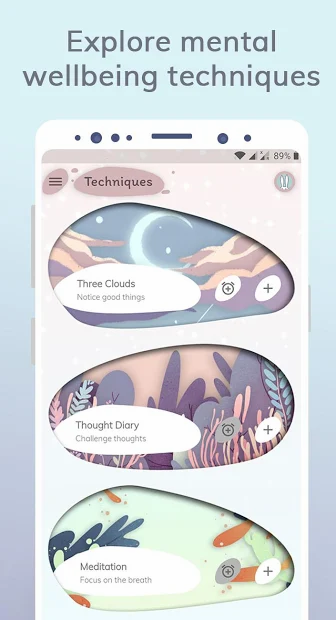 Explore mental
wellbeing techniques
89%
Techniques
Three Clouds
Notice good things
Thought Diary
Challenge thoughts
Meditation
Focus on the breath